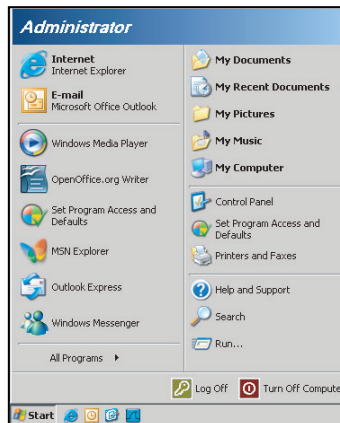 Administrator
Internet
Internet Explorer
E-mail
Microsoft Office Outlook
Windows Media Player
OpenOffice.org Writer
Set Program Access and
Defaults
MSN Explorer
Outlook Express
Windows Messenger
All Programs
My Documents
My Recent Documents
My Pictures
My Music
My Computer
Control Panel
Set Program Access and
Defaults
Printers and Faxes
Help and Support
Search
Run...
Log Off
Turn Off Compute
Start